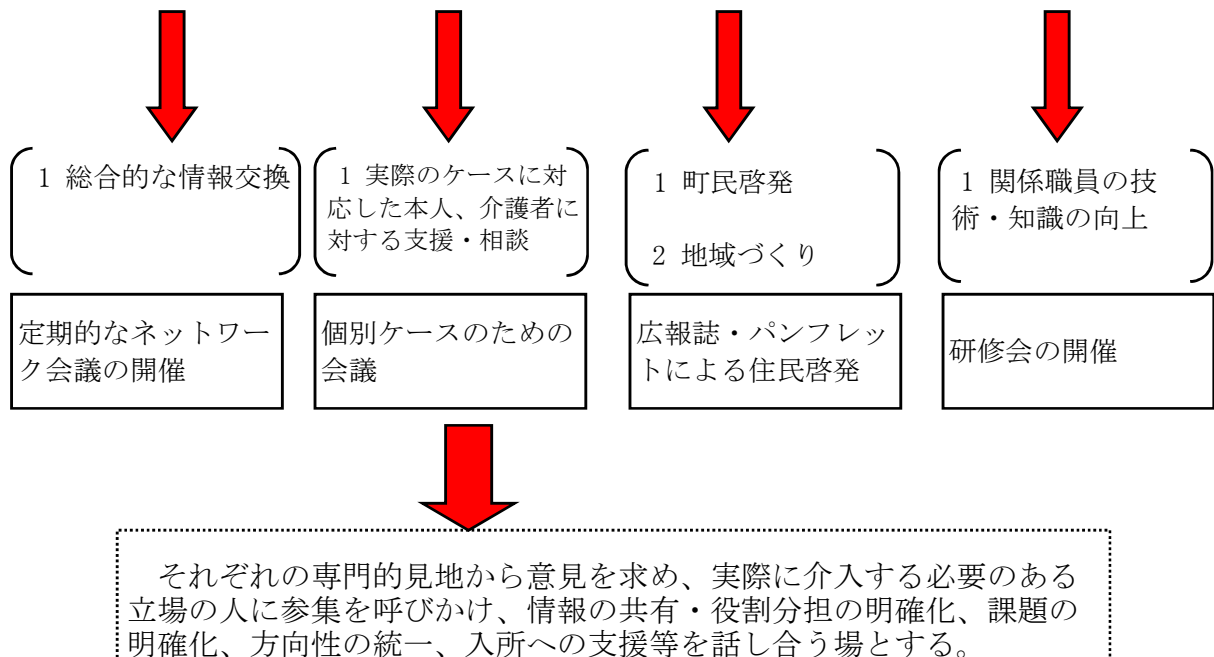 1 総合的な情報交換
1 実際のケースに対
応した本人、介護者に
対する支援・相談
1 町民啓発
2 地域づくり
1 関係職員の技
術・知識の向上
定期的なネットワー
ク会議の開催
個別ケースのための
会議
広報誌・パンフレッ
トによる住民啓発
研修会の開催
それぞれの専門的見地から意見を求め、実際に介入する必要のある
立場の人に参集を呼びかけ、情報の共有・役割分担の明確化、課題の
明確化、方向性の統一、入所への支援等を話し合う場とする。